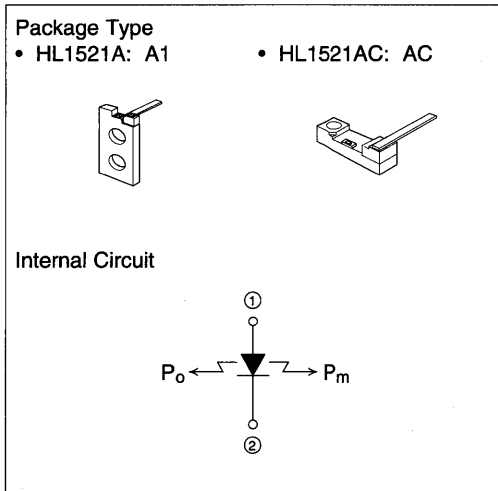 Package Type
• HL1521A: A1 • HL1521AC: AC
Internal Circuit
①
Po Pm
②